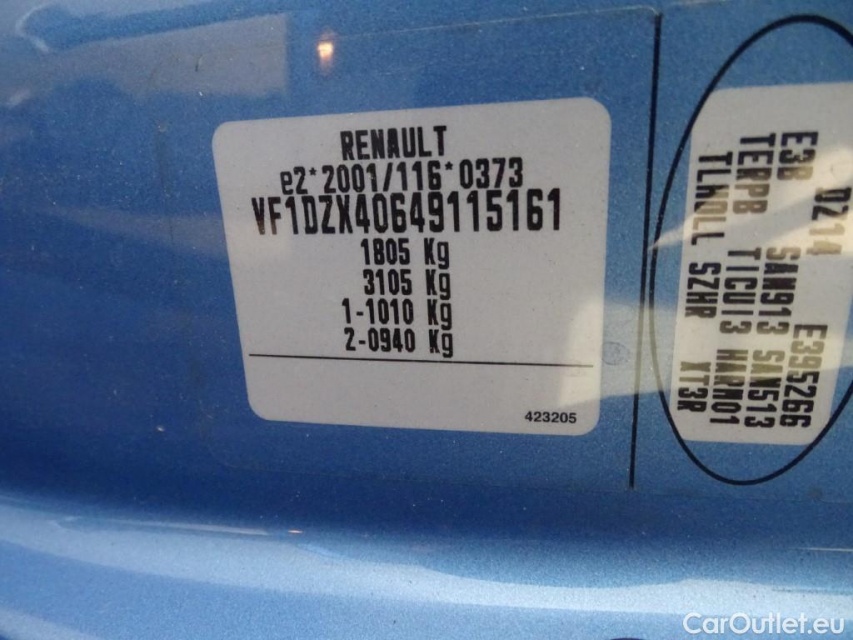 RENAULT
e2*2001/116*0373
VF1DZX40649115161
1805 Kg
3105 Kg
1-1010 Kg
2-0940 Kg
423205
0Z14 E395266
E3B SAN913 SAN513
TERPB TICUI3 HARM01
TLHOLL SZHR XT3R
CarOutlet.eu